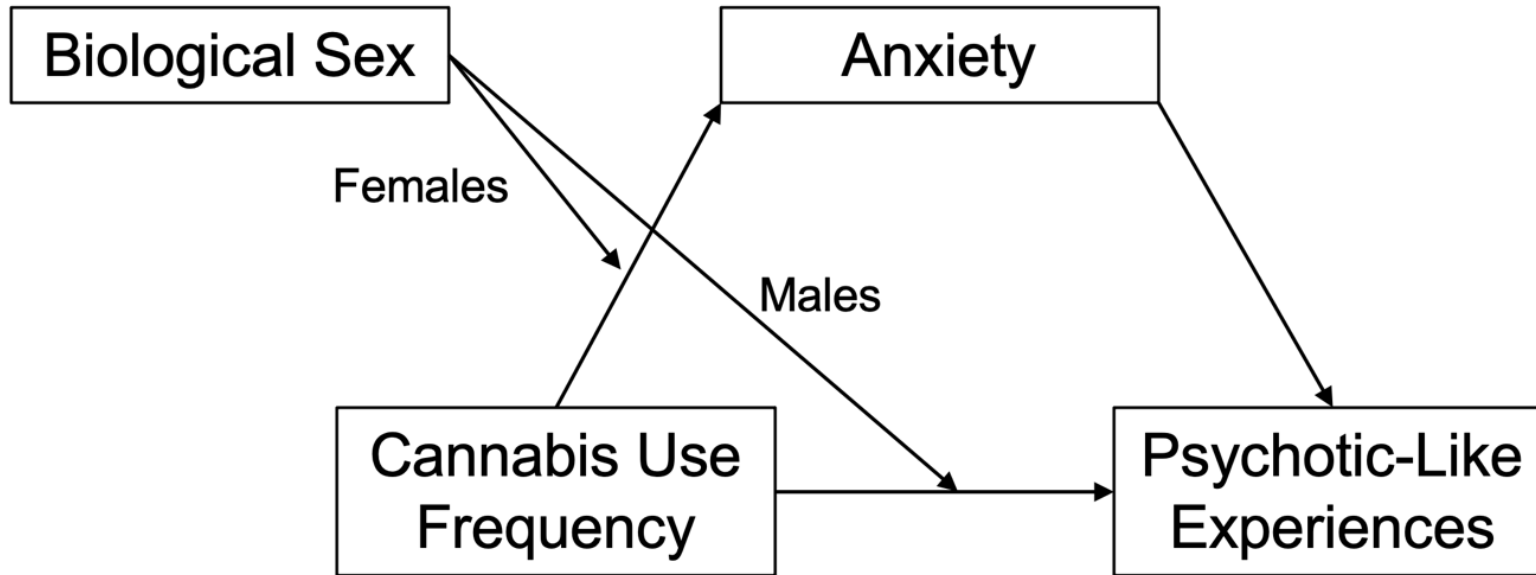 Biological Sex
Anxiety
Females
Males
Cannabis Use
Frequency
Psychotic-Like
Experiences